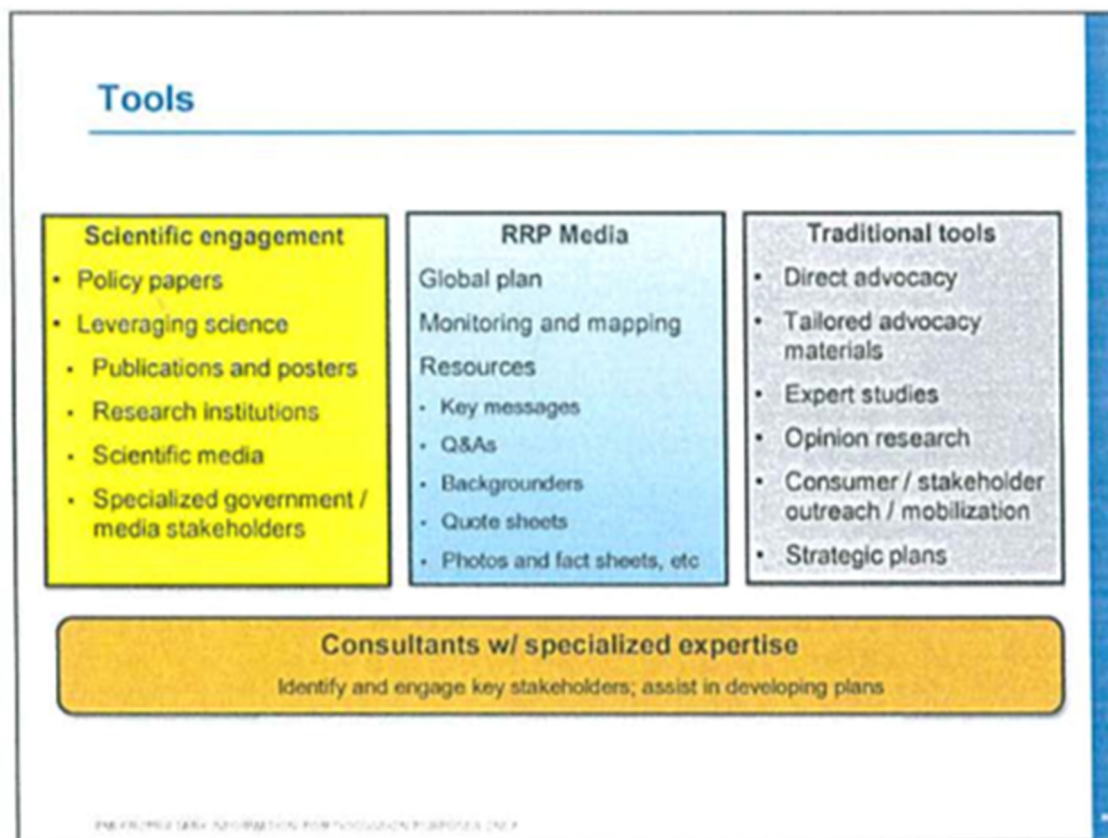 Tools
Scientific engagement
• Policy papers
• Leveraging science
• Publications and posters
• Research institutions
• Scientific media
• Specialized government /
media stakeholders
RRP Media
Global plan
Monitoring and mapping
Resources
• Key messages
• Q&As
• Backgrounders
• Quote sheets
• Photos and fact sheets, etc
Traditional tools
• Direct advocacy
• Tailored advocacy
materials
• Expert studies
• Opinion research
• Consumer / stakeholder
outreach / mobilization
• Strategic plans
Consultants w/ specialized expertise
Identify and engage key stakeholders; assist in developing plans